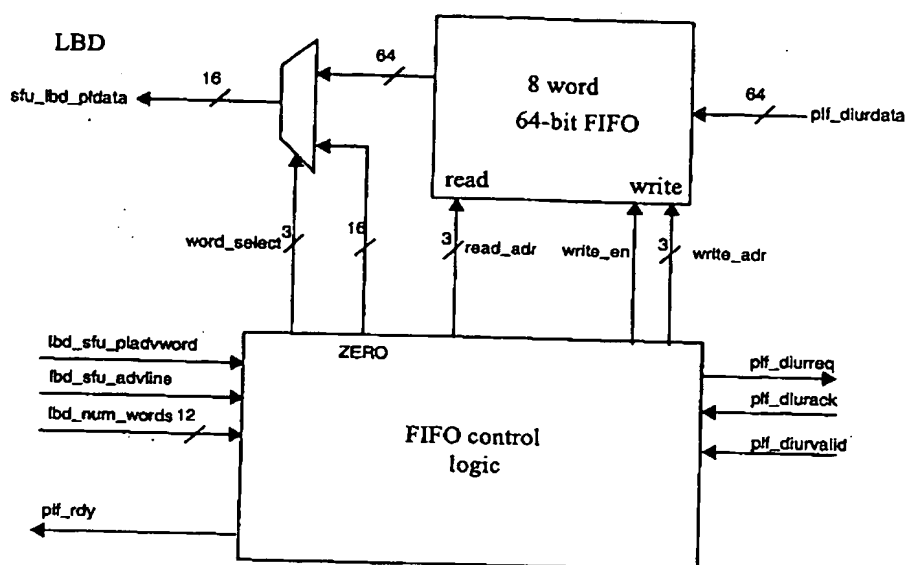 LBD
16
64
sfu_lbd_plfdata
8 word
64-bit FIFO
64
plf_diurdata
read
write
word_select
3
16
3
read_adr
write_en
3
write_adr
ZERO
lbd_sfu_pladvword
lbd_sfu_advline
lbd_num_words 12
FIFO control
logic
plf_diurreq
plf_diurack
plf_diurvalid
plf_rdy